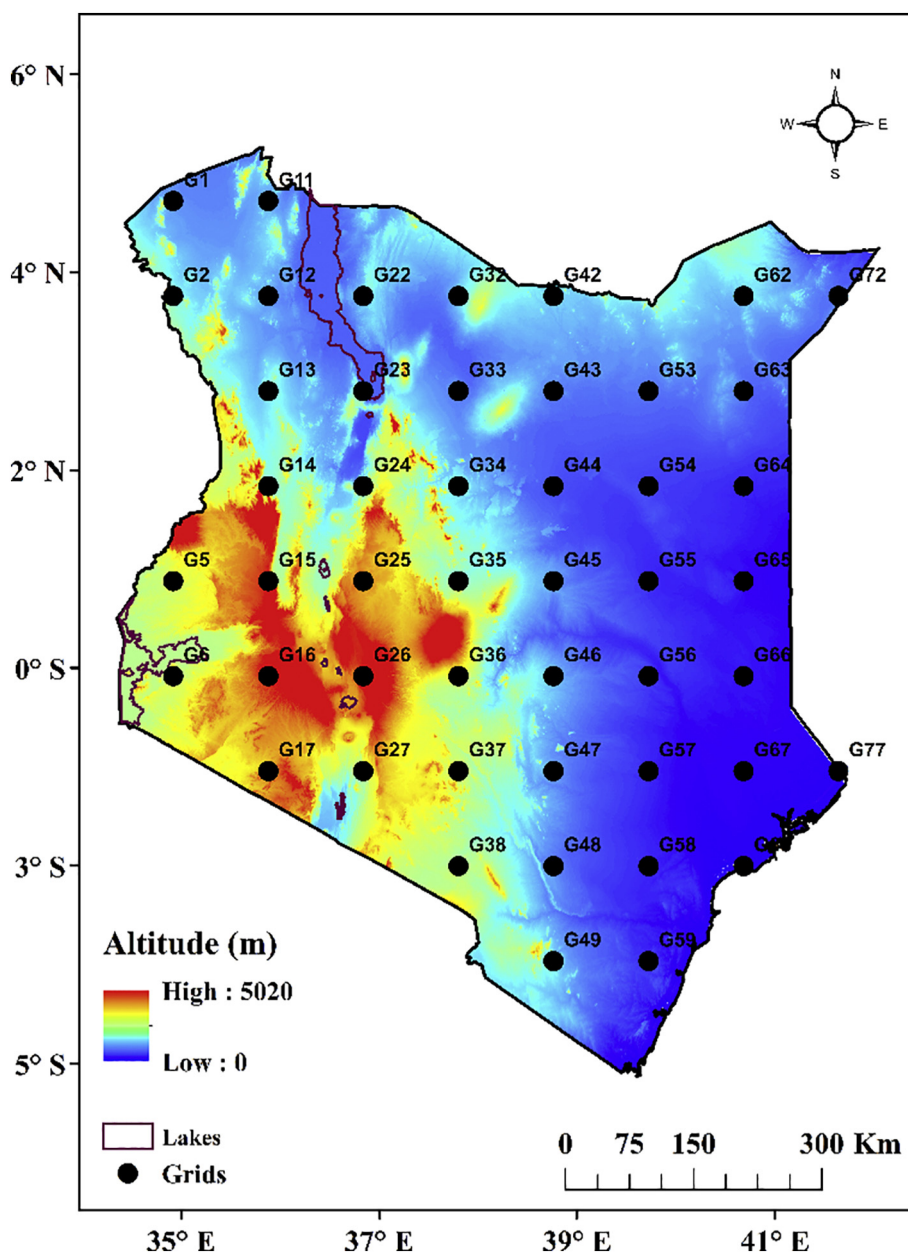 6° N
N
W
E
S
G1
G11
4° N
G2
G12
G22
G32
G42
G62
G72
G13
G23
G33
G43
G53
G63
2° N
G14
G24
G34
G44
G54
G64
G5
G15
G25
G35
G45
G55
G65
0° S
G6
G16
G26
G36
G46
G56
G66
G17
G27
G37
G47
G57
G67
G77
3° S
G38
G48
G58
G49
G59
Altitude (m)
High : 5020
Low : 0
5° S
Lakes
Grids
0 75 150 300 Km
35° E 37° E 39° E 41° E